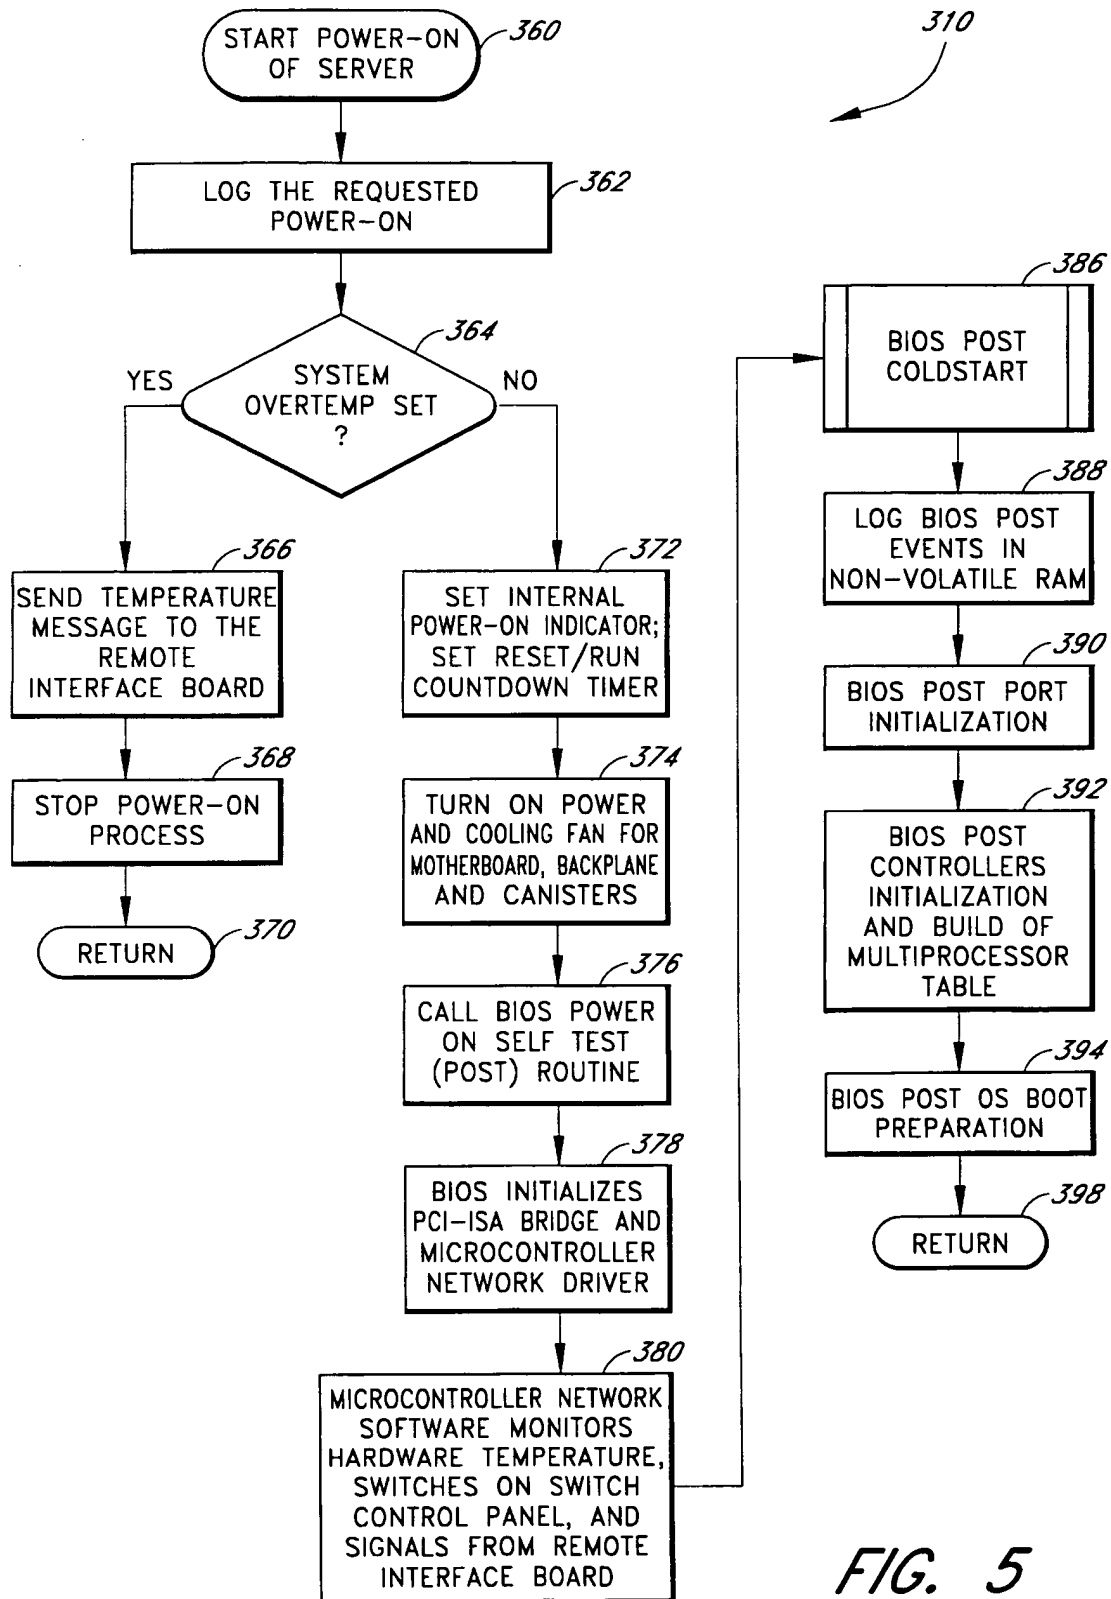 START POWER-ON
OF SERVER
360
310
LOG THE REQUESTED
POWER-ON
362
SYSTEM
OVERTEMP SET
?
364
YES
NO
SEND TEMPERATURE
MESSAGE TO THE
REMOTE
INTERFACE BOARD
366
STOP POWER-ON
PROCESS
368
RETURN
370
SET INTERNAL
POWER-ON INDICATOR;
SET RESET/RUN
COUNTDOWN TIMER
372
TURN ON POWER
AND COOLING FAN FOR
MOTHERBOARD, BACKPLANE
AND CANISTERS
374
CALL BIOS POWER
ON SELF TEST
(POST) ROUTINE
376
BIOS INITIALIZES
PCI-ISA BRIDGE AND
MICROCONTROLLER
NETWORK DRIVER
378
MICROCONTROLLER NETWORK
SOFTWARE MONITORS
HARDWARE TEMPERATURE,
SWITCHES ON SWITCH
CONTROL PANEL, AND
SIGNALS FROM REMOTE
INTERFACE BOARD
380
BIOS POST
COLDSTART
386
LOG BIOS POST
EVENTS IN
NON-VOLATILE RAM
388
BIOS POST PORT
INITIALIZATION
390
BIOS POST
CONTROLLERS
INITIALIZATION
AND BUILD OF
MULTIPROCESSOR
TABLE
392
BIOS POST OS BOOT
PREPARATION
394
RETURN
398
FIG. 5